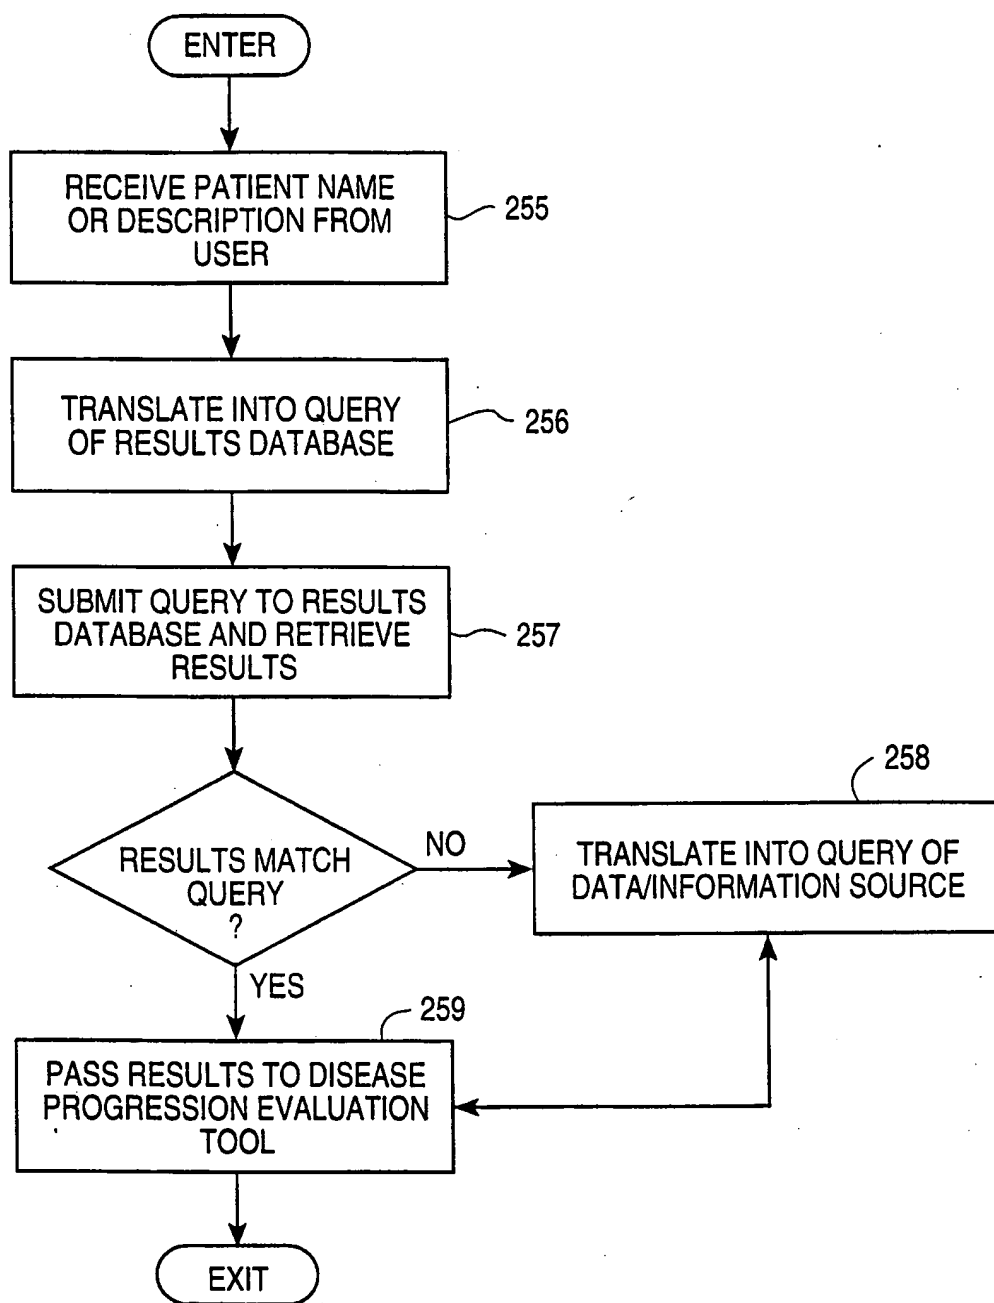 ENTER
RECEIVE PATIENT NAME
OR DESCRIPTION FROM
USER
255
TRANSLATE INTO QUERY
OF RESULTS DATABASE
256
SUBMIT QUERY TO RESULTS
DATABASE AND RETRIEVE
RESULTS
257
RESULTS MATCH
QUERY
?
NO
258
TRANSLATE INTO QUERY OF
DATA/INFORMATION SOURCE
YES
259
PASS RESULTS TO DISEASE
PROGRESSION EVALUATION
TOOL
EXIT